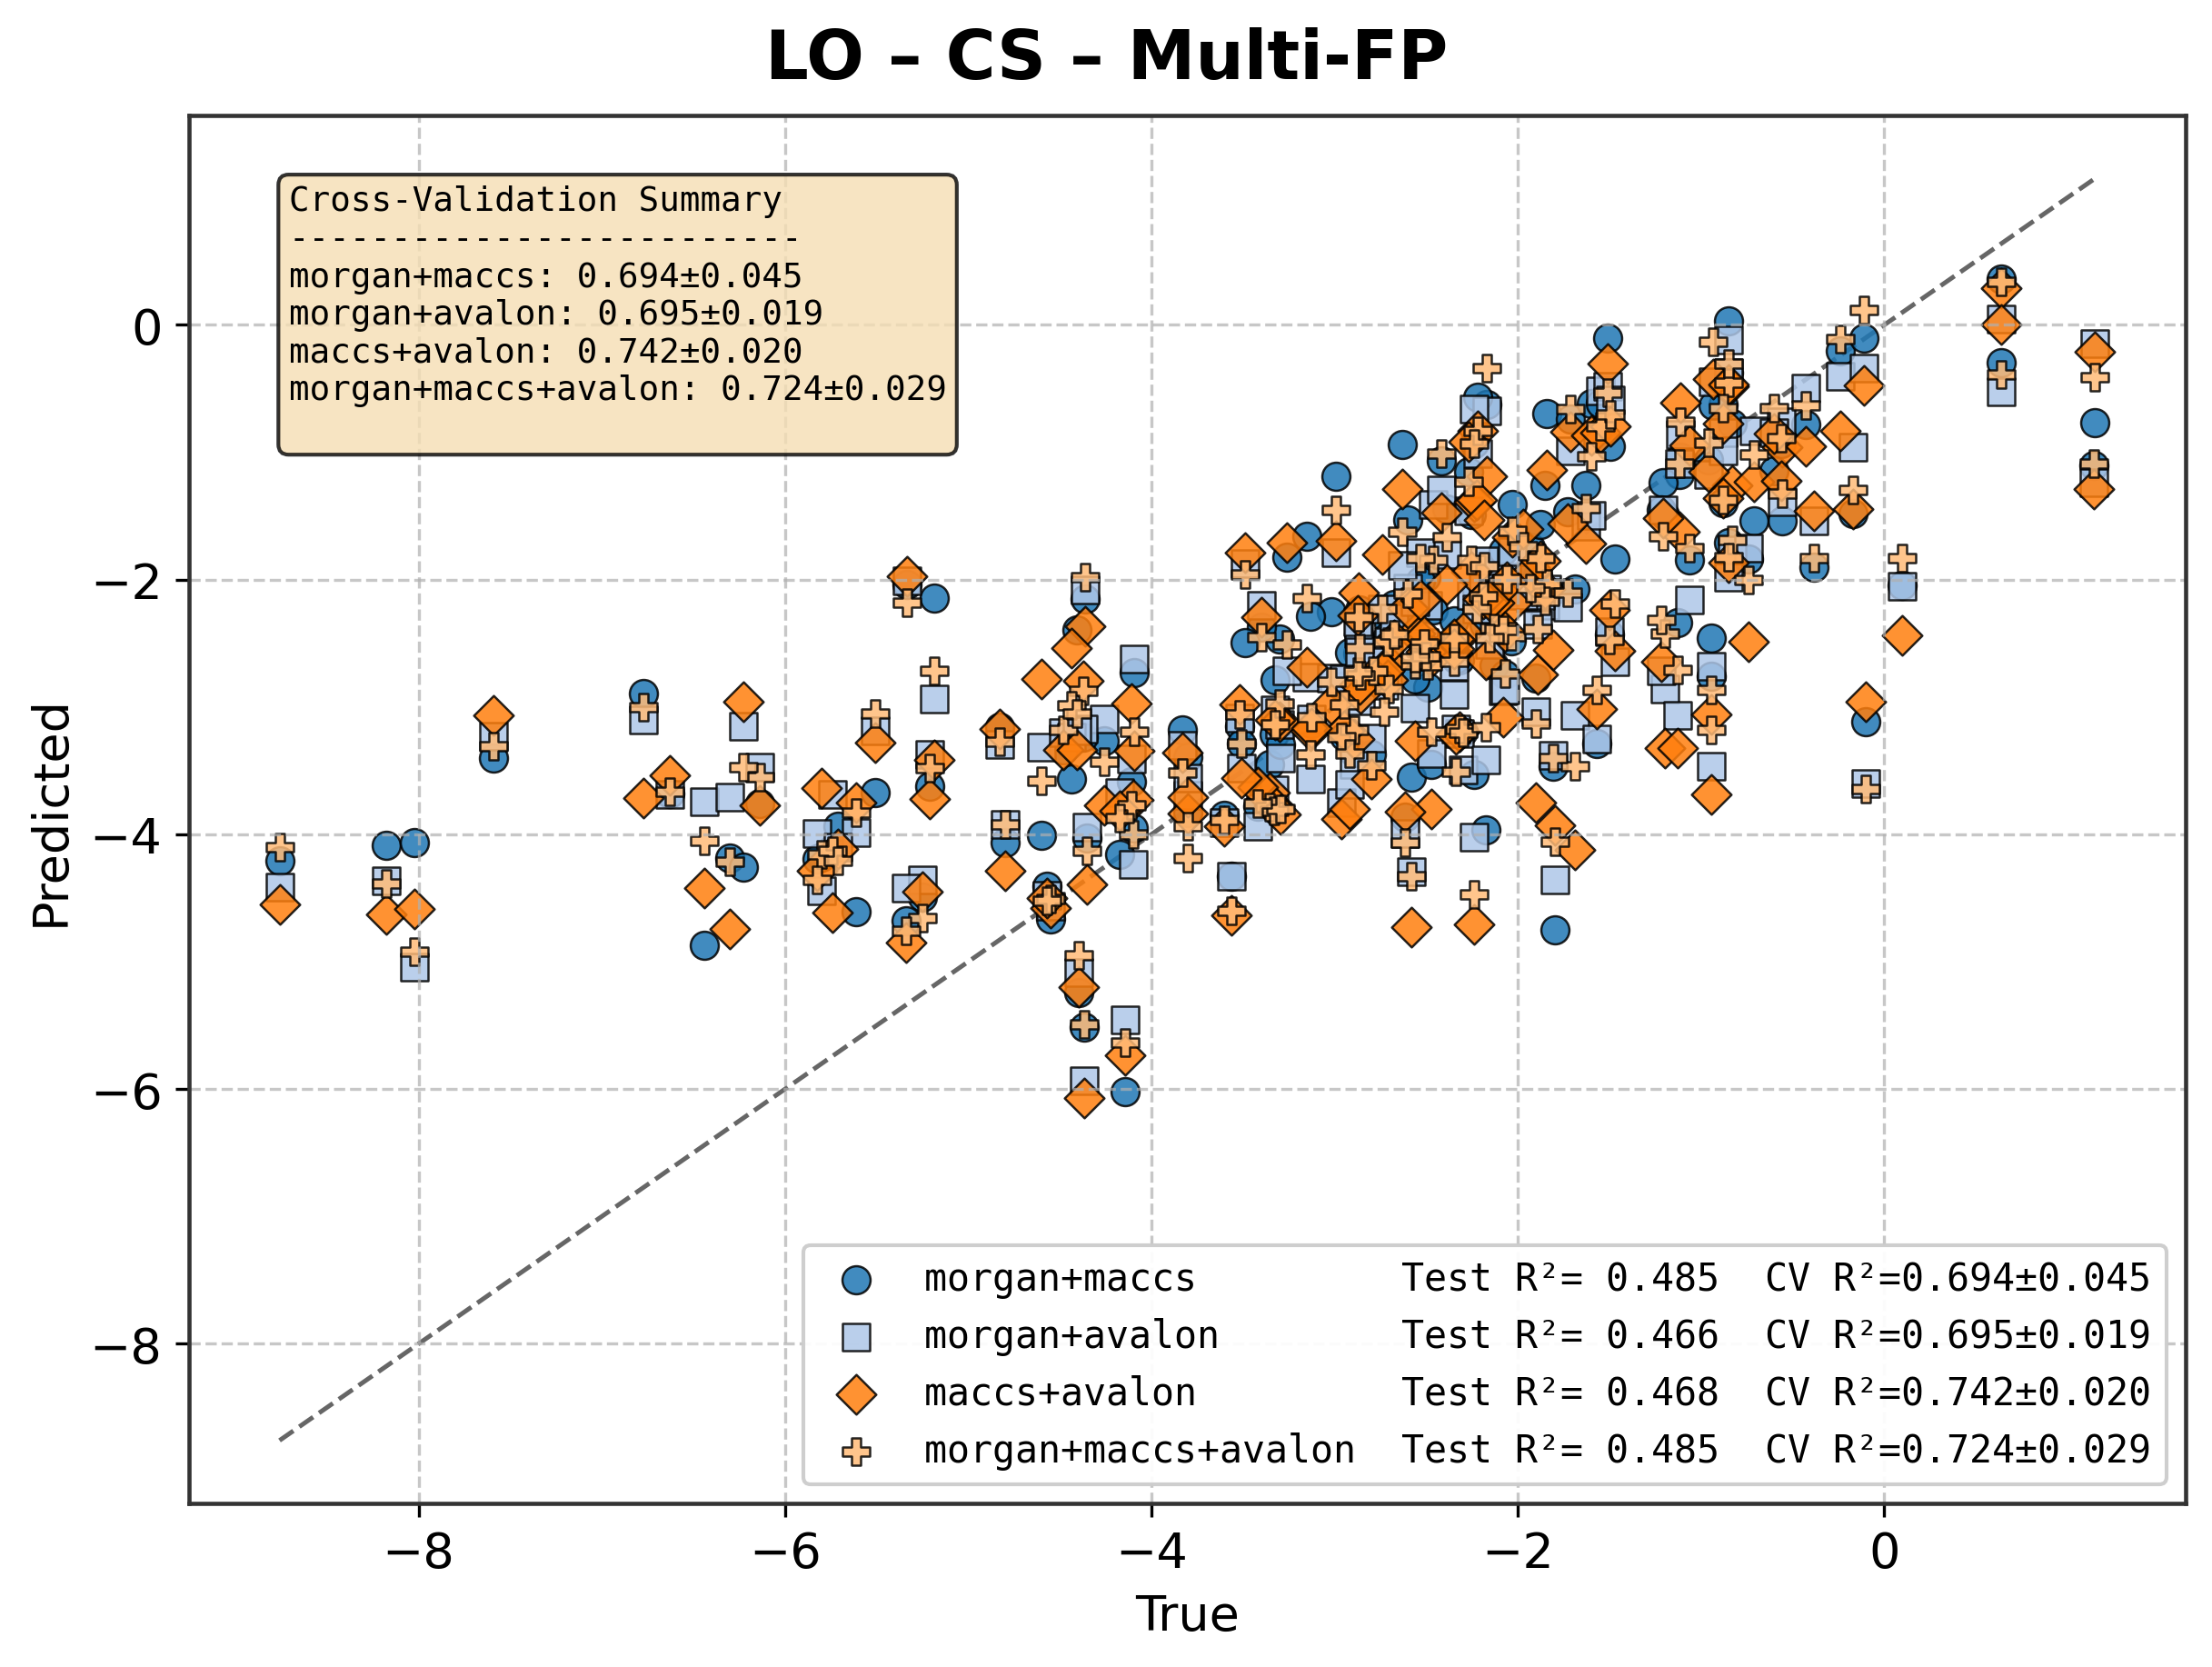 LO – CS – Multi-FP
Cross-Validation Summary
-------------------------
morgan+maccs: 0.694±0.045
morgan+avalon: 0.695±0.019
maccs+avalon: 0.742±0.020
morgan+maccs+avalon: 0.724±0.029
0
−2
−4
−6
−8
Predicted
morgan+maccs Test R²= 0.485 CV R²=0.694±0.045
morgan+avalon Test R²= 0.466 CV R²=0.695±0.019
maccs+avalon Test R²= 0.468 CV R²=0.742±0.020
morgan+maccs+avalon Test R²= 0.485 CV R²=0.724±0.029
−8 −6 −4 −2 0
True